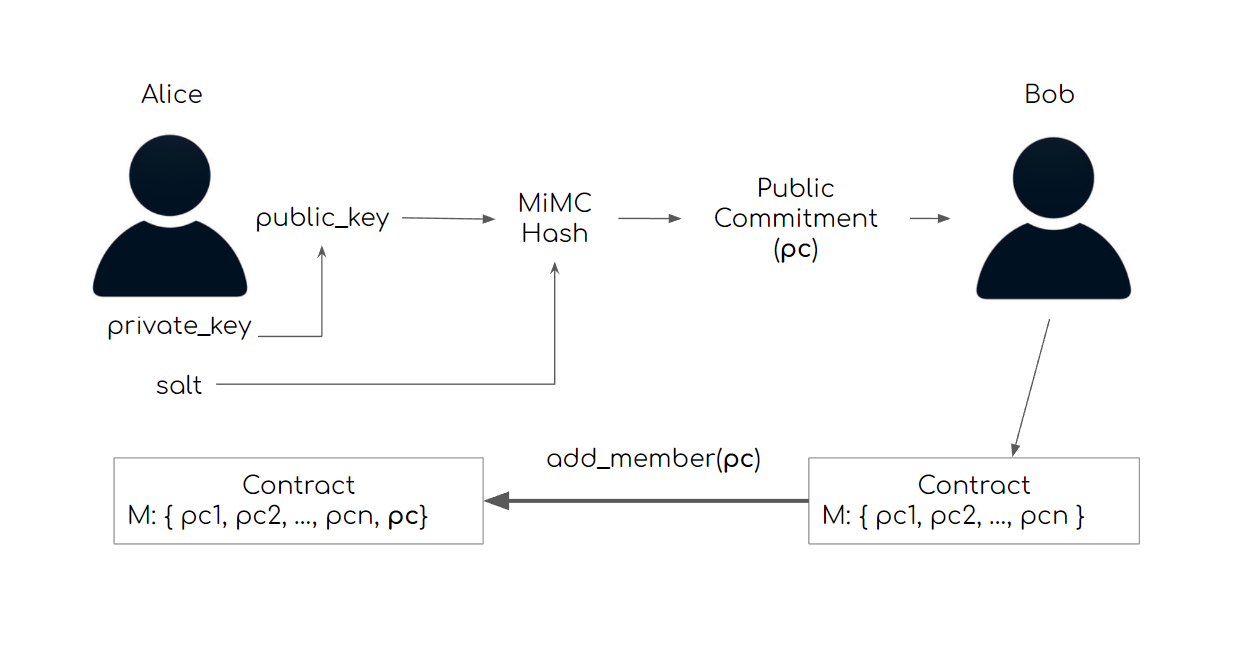 Alice
Bob
public_key
MiMC
Hash
Public
Commitment
(pc)
private_key
salt
add_member(pc)
Contract
M: { pc1, pc2, ..., pcn, pc}
Contract
M: { pc1, pc2, ..., pcn }